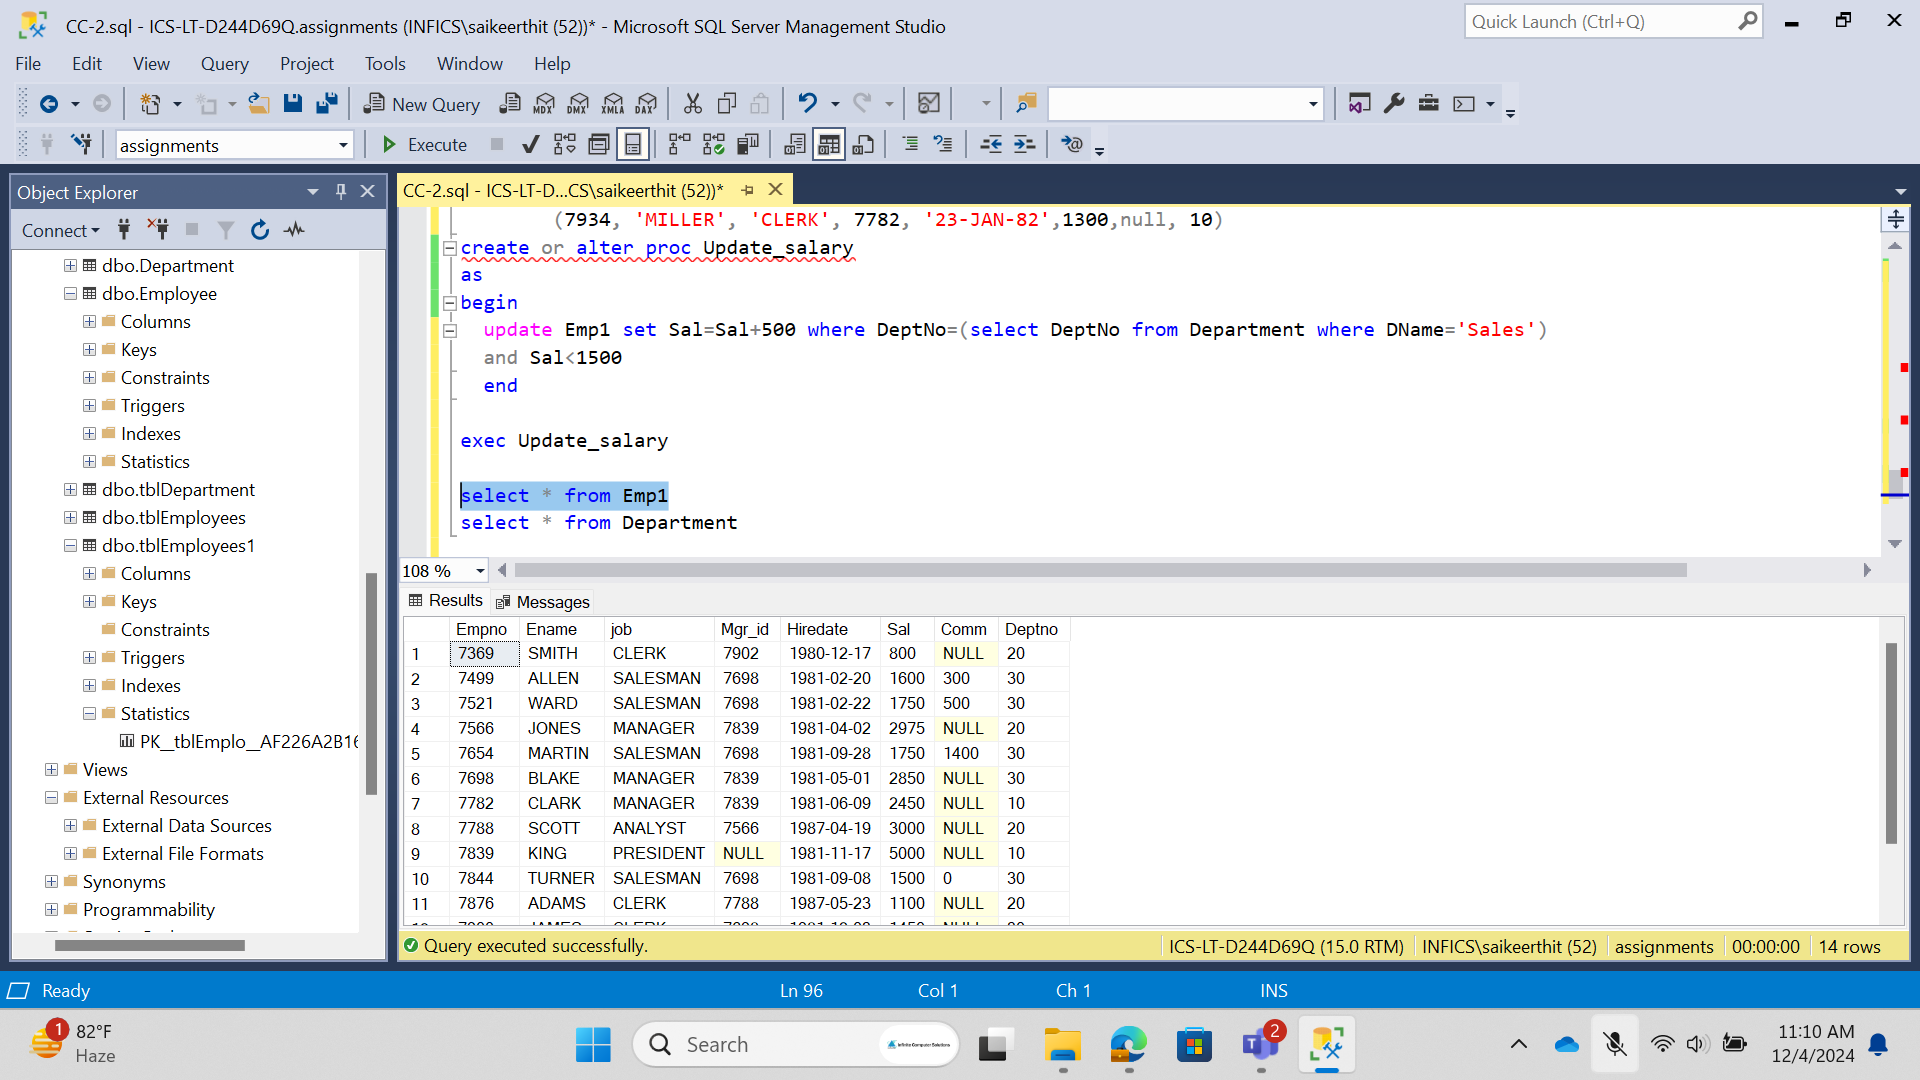 CC-2.sql - ICS-LT-D244D69Q.assignments (INFICS\saikeerthit (52))* - Microsoft SQL Server Management Studio
Quick Launch (Ctrl+Q)
File Edit View Query Project Tools Window Help
New Query MDX DMX XMLA DAX
assignments Execute
Object Explorer
Connect
dbo.Department
dbo.Employee
Columns
Keys
Constraints
Triggers
Indexes
Statistics
dbo.tblDepartment
dbo.tblEmployees
dbo.tblEmployees1
Columns
Keys
Constraints
Triggers
Indexes
Statistics
PK__tblEmplo__AF226A2B16
Views
External Resources
External Data Sources
External File Formats
Synonyms
Programmability
CC-2.sql - ICS-LT-D...CS\saikeerthit (52))*
(7934, 'MILLER', 'CLERK', 7782, '23-JAN-82',1300,null, 10)
create or alter proc Update_salary
as
begin
update Emp1 set Sal=Sal+500 where DeptNo=(select DeptNo from Department where DName='Sales')
and Sal<1500
end
exec Update_salary
select * from Emp1
select * from Department
108 %
Results Messages
Empno Ename job Mgr_id Hiredate Sal Comm Deptno
1 7369 SMITH CLERK 7902 1980-12-17 800 NULL 20
2 7499 ALLEN SALESMAN 7698 1981-02-20 1600 300 30
3 7521 WARD SALESMAN 7698 1981-02-22 1750 500 30
4 7566 JONES MANAGER 7839 1981-04-02 2975 NULL 20
5 7654 MARTIN SALESMAN 7698 1981-09-28 1750 1400 30
6 7698 BLAKE MANAGER 7839 1981-05-01 2850 NULL 30
7 7782 CLARK MANAGER 7839 1981-06-09 2450 NULL 10
8 7788 SCOTT ANALYST 7566 1987-04-19 3000 NULL 20
9 7839 KING PRESIDENT NULL 1981-11-17 5000 NULL 10
10 7844 TURNER SALESMAN 7698 1981-09-08 1500 0 30
11 7876 ADAMS CLERK 7788 1987-05-23 1100 NULL 20
Query executed successfully. ICS-LT-D244D69Q (15.0 RTM) INFICS\saikeerthit (52) assignments 00:00:00 14 rows
Ready Ln 96 Col 1 Ch 1 INS
1 82°F
Haze
Search
Infinite Computer Solutions
2
11:10 AM
12/4/2024